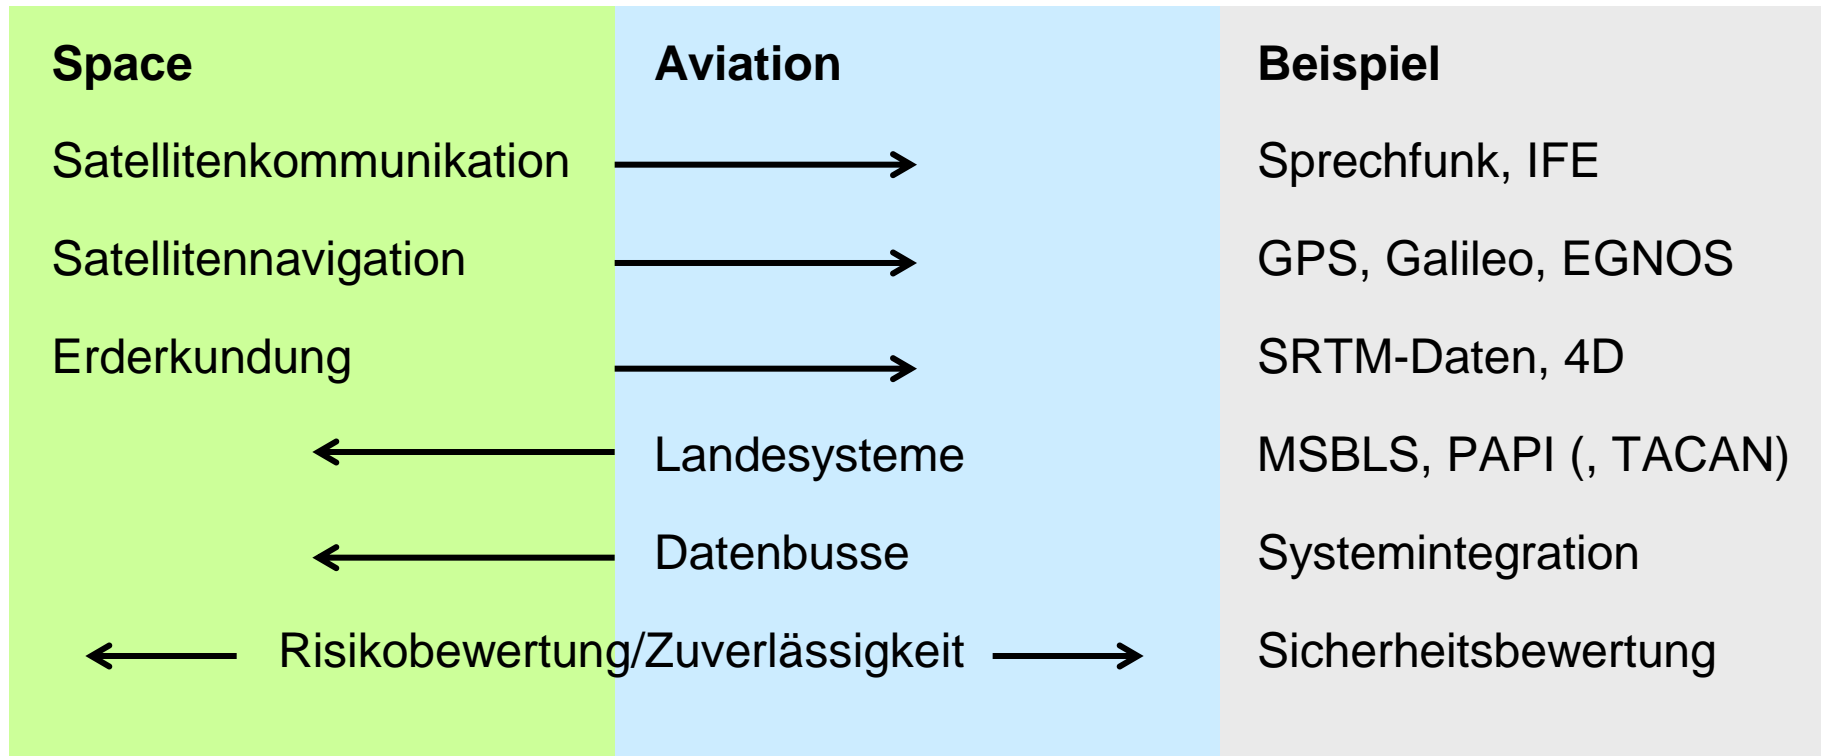 Space Aviation Beispiel
Satellitenkommunikation Sprechfunk, IFE
Satellitennavigation GPS, Galileo, EGNOS
Erderkundung SRTM-Daten, 4D
Landesysteme MSBLS, PAPI (, TACAN)
Datenbusse Systemintegration
Risikobewertung/Zuverlässigkeit Sicherheitsbewertung